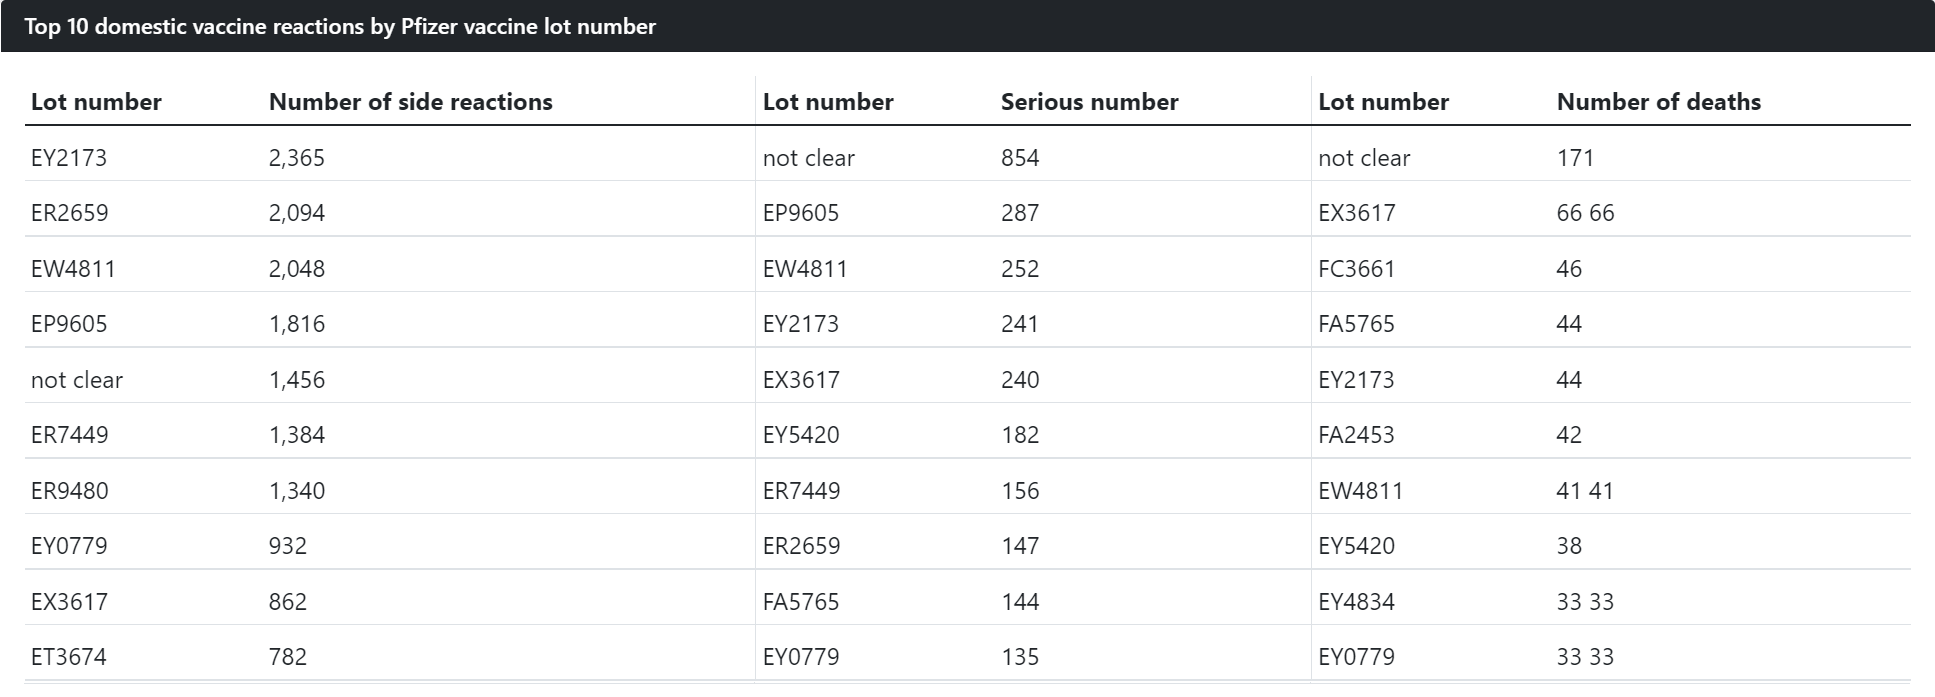 Top 10 domestic vaccine reactions by Pfizer vaccine lot number
Lot number Number of side reactions Lot number Serious number Lot number Number of deaths
EY2173 2,365 not clear 854 not clear 171
ER2659 2,094 EP9605 287 EX3617 66 66
EW4811 2,048 EW4811 252 FC3661 46
EP9605 1,816 EY2173 241 FA5765 44
not clear 1,456 EX3617 240 EY2173 44
ER7449 1,384 EY5420 182 FA2453 42
ER9480 1,340 ER7449 156 EW4811 41 41
EY0779 932 ER2659 147 EY5420 38
EX3617 862 FA5765 144 EY4834 33 33
ET3674 782 EY0779 135 EY0779 33 33